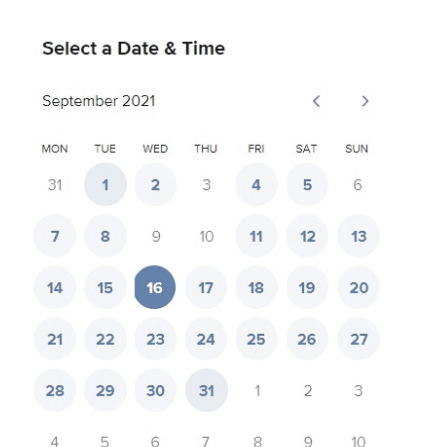 Select a Date & Time
September 2021
MON TUE WED THU FRI SAT SUN
31 1 2 3 4 5 6
7 8 9 10 11 12 13
14 15 16 17 18 19 20
21 22 23 24 25 26 27
28 29 30 31 1 2 3
4 5 6 7 8 9 10